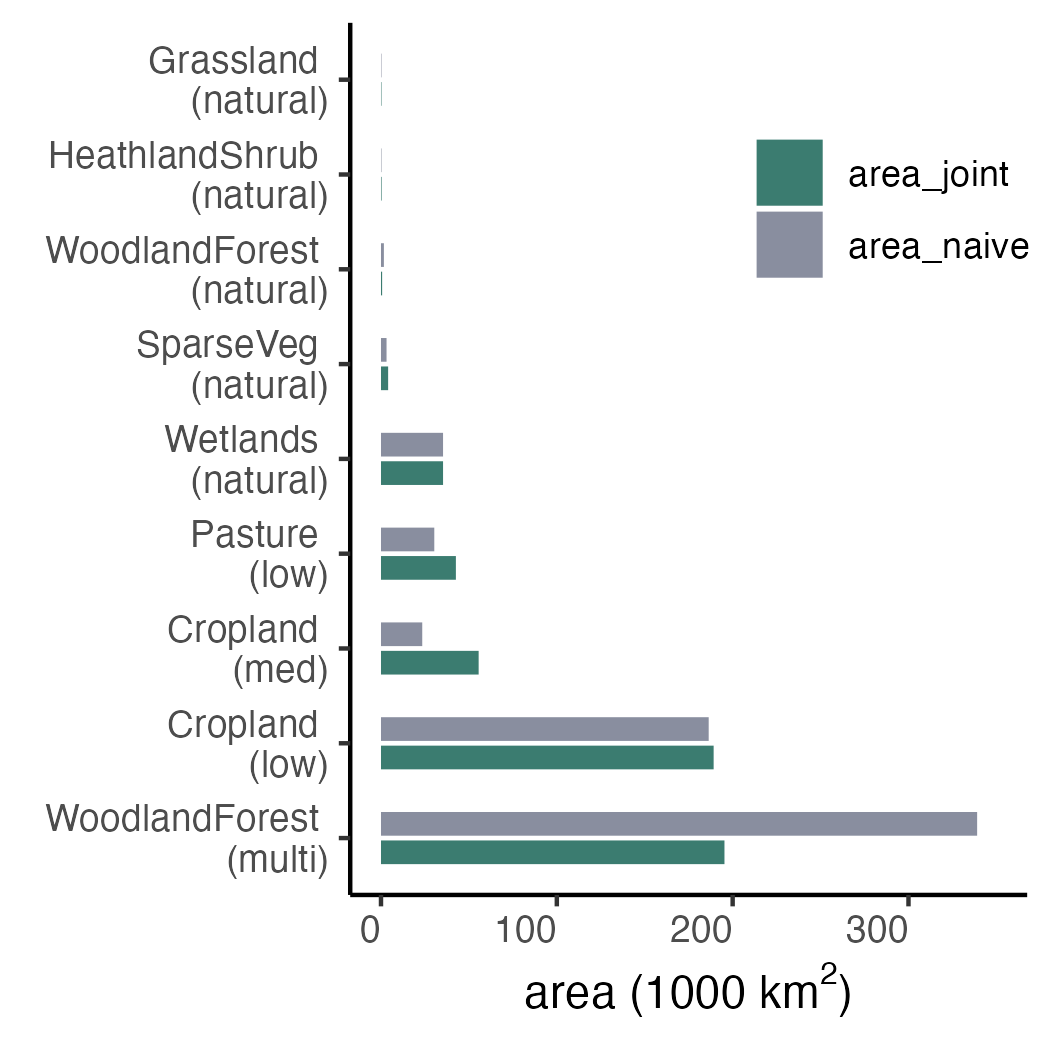 Grassland
(natural)
HeathlandShrub
(natural)
WoodlandForest
(natural)
SparseVeg
(natural)
Wetlands
(natural)
Pasture
(low)
Cropland
(med)
Cropland
(low)
WoodlandForest
(multi)
area_joint
area_naive
0 100 200 300
area (1000 km²)